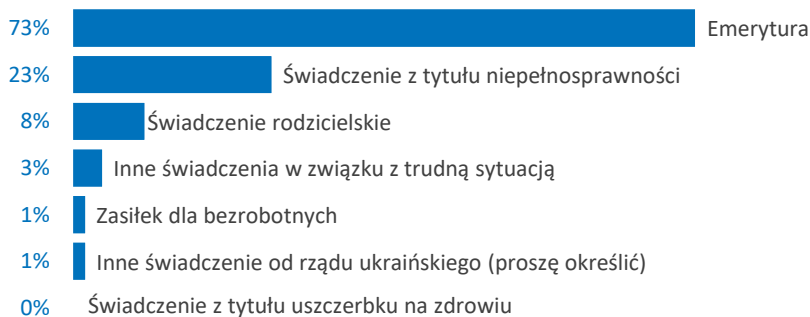 73% Emerytura
23% Świadczenie z tytułu niepełnosprawności
8% Świadczenie rodzicielskie
3% Inne świadczenia w związku z trudną sytuacją
1% Zasiłek dla bezrobotnych
1% Inne świadczenie od rządu ukraińskiego (proszę określić)
0% Świadczenie z tytułu uszczerbku na zdrowiu